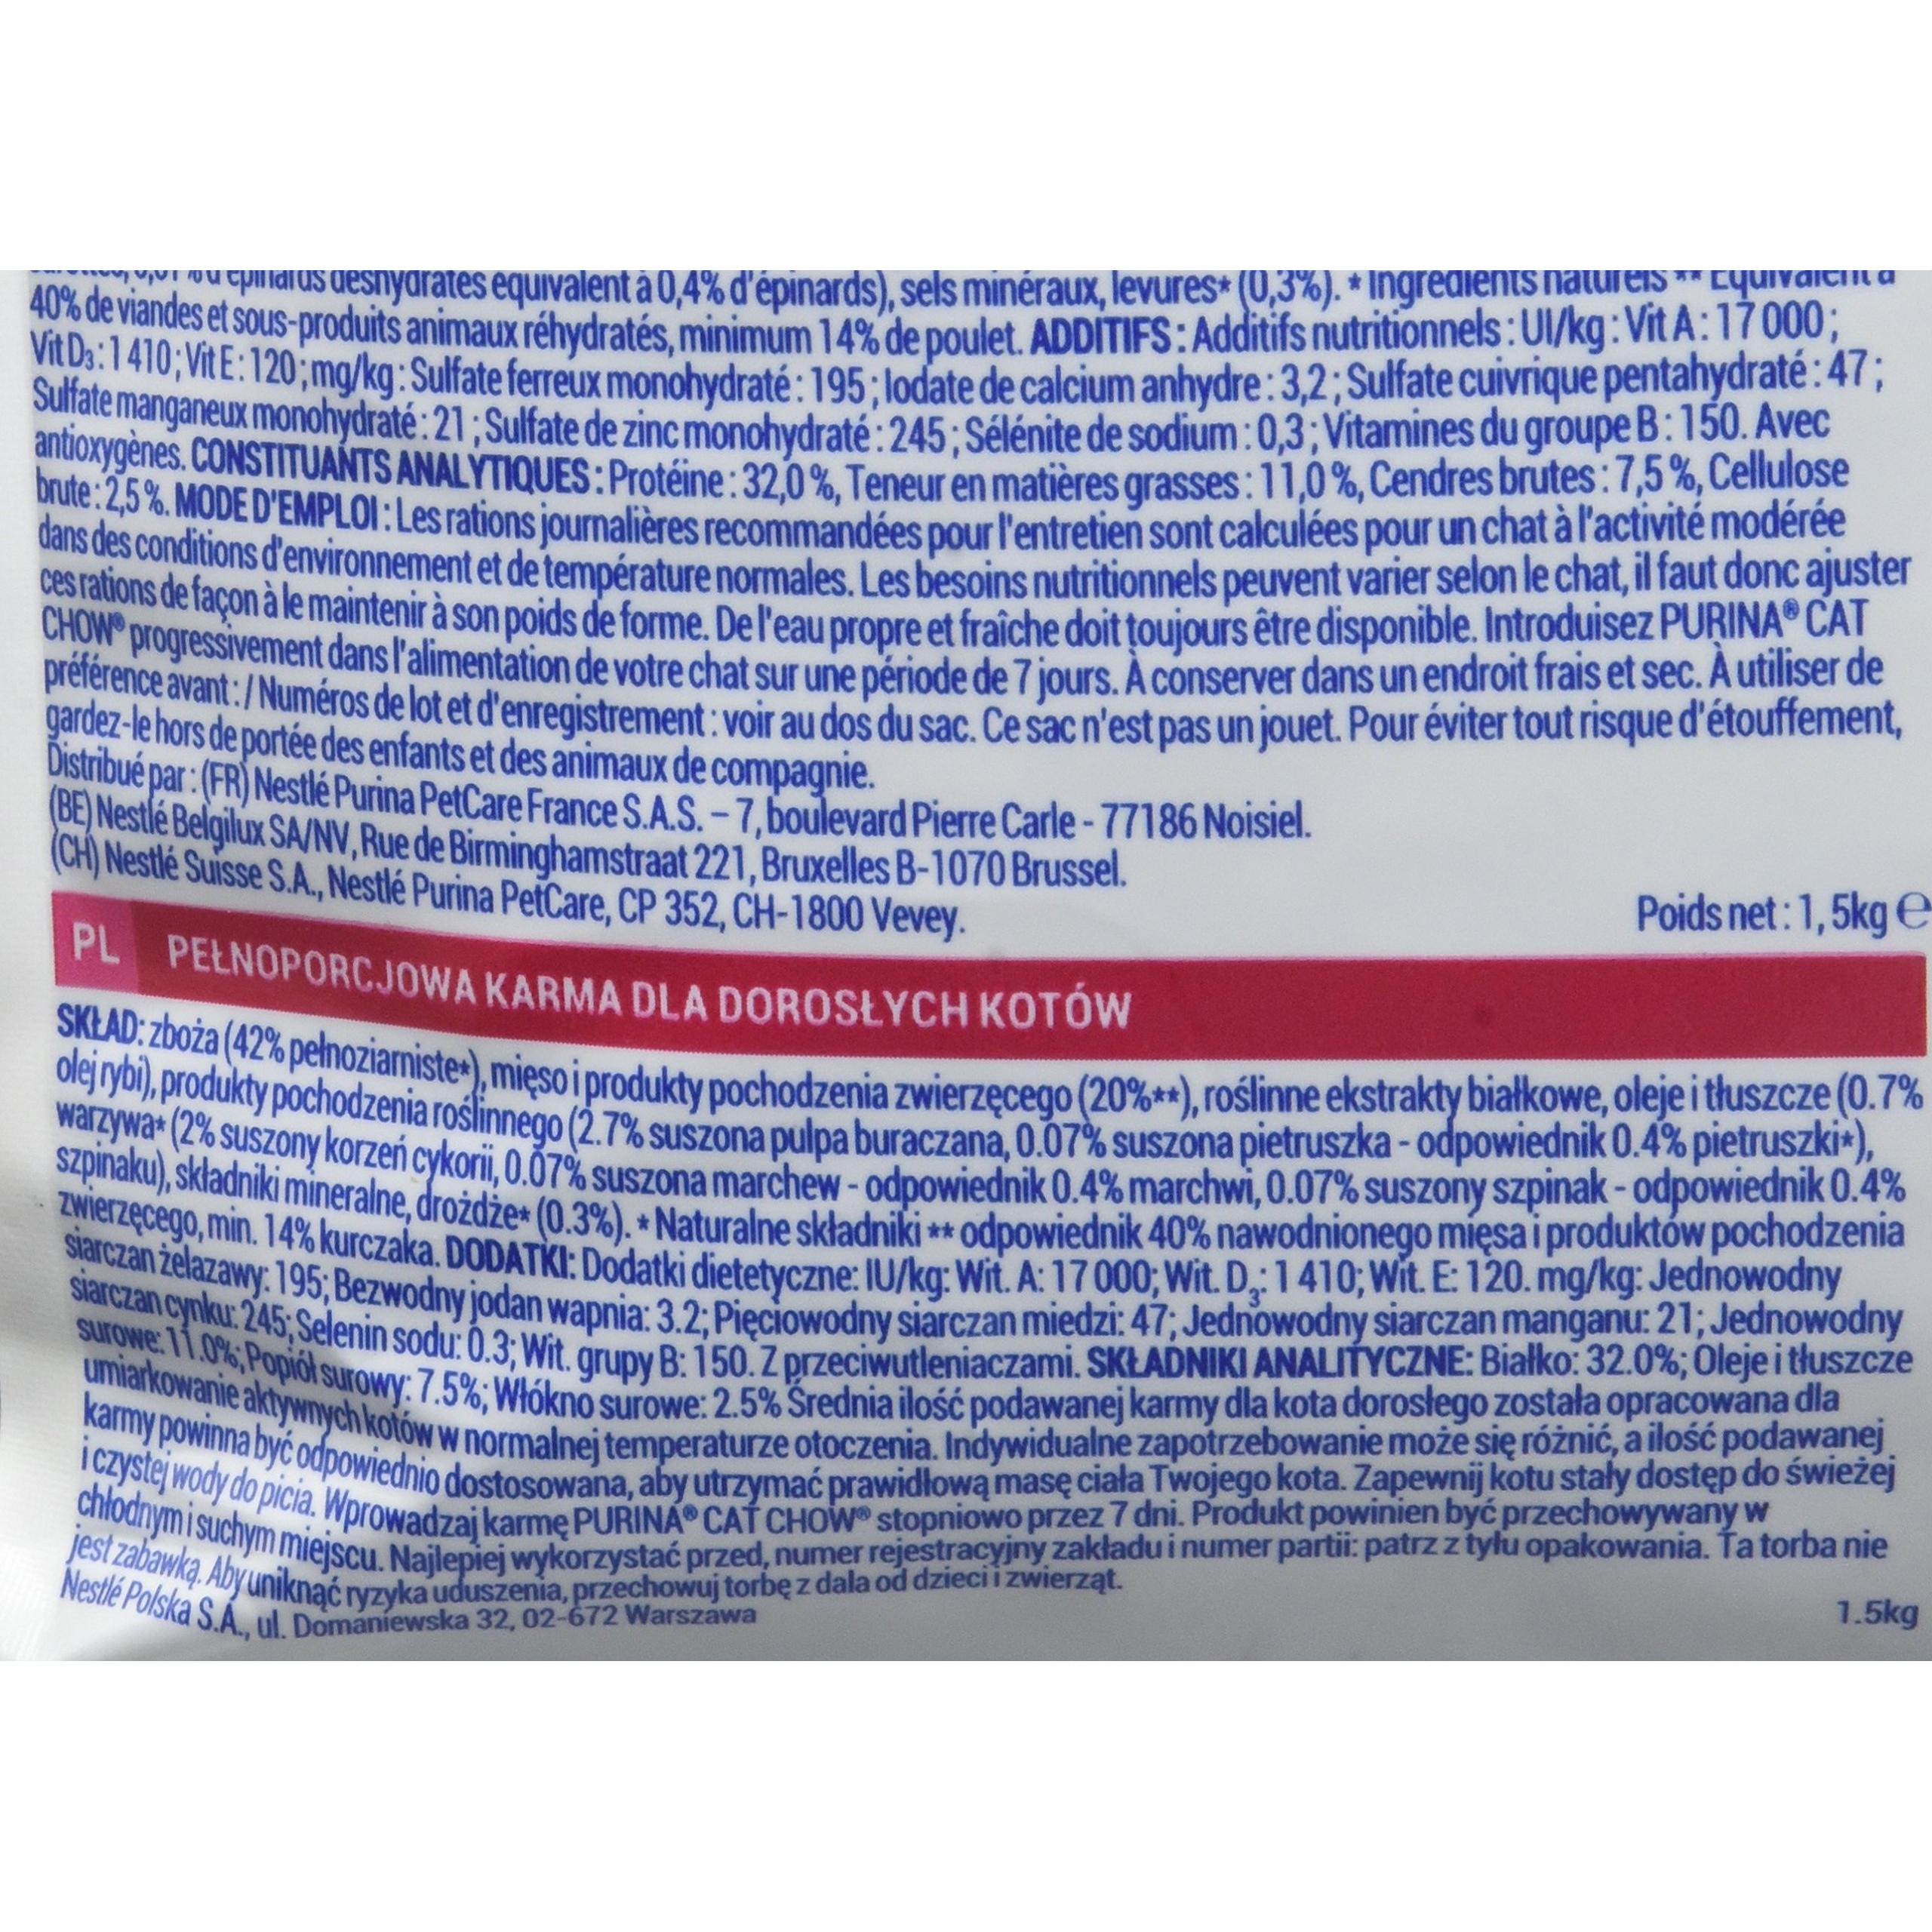 d'épinards déshydratés équivalent à 0,4% d'épinards), sels minéraux, levures* (0,3%). * Ingrédients naturels ** Équivalent à
40% de viandes et sous-produits animaux réhydratés, minimum 14% de poulet. ADDITIFS : Additifs nutritionnels : UI/kg : Vit A : 17 000 ;
Vit D3 : 1 410 ; Vit E : 120 ; mg/kg : Sulfate ferreux monohydraté : 195 ; Iodate de calcium anhydre : 3,2 ; Sulfate cuivrique pentahydraté : 47 ;
Sulfate manganeux monohydraté : 21 ; Sulfate de zinc monohydraté : 245 ; Sélénite de sodium : 0,3 ; Vitamines du groupe B : 150. Avec
antioxygènes. CONSTITUANTS ANALYTIQUES : Protéine : 32,0 %, Teneur en matières grasses : 11,0 %, Cendres brutes : 7,5 %, Cellulose
brute : 2,5 %. MODE D'EMPLOI : Les rations journalières recommandées pour l'entretien sont calculées pour un chat à l'activité modérée
dans des conditions d'environnement et de température normales. Les besoins nutritionnels peuvent varier selon le chat, il faut donc ajuster
ces rations de façon à le maintenir à son poids de forme. De l'eau propre et fraîche doit toujours être disponible. Introduisez PURINA® CAT
CHOW® progressivement dans l'alimentation de votre chat sur une période de 7 jours. À conserver dans un endroit frais et sec. À utiliser de
préférence avant : / Numéros de lot et d'enregistrement : voir au dos du sac. Ce sac n'est pas un jouet. Pour éviter tout risque d'étouffement,
gardez-le hors de portée des enfants et des animaux de compagnie.
Distribué par : (FR) Nestlé Purina PetCare France S.A.S. – 7, boulevard Pierre Carle - 77186 Noisiel.
(BE) Nestlé Belgilux SA/NV, Rue de Birminghamstraat 221, Bruxelles B-1070 Brussel.
(CH) Nestlé Suisse S.A., Nestlé Purina PetCare, CP 352, CH-1800 Vevey.
Poids net : 1, 5kg ℮
PL PEŁNOPORCJOWA KARMA DLA DOROSŁYCH KOTÓW
SKŁAD: zboża (42% pełnoziarniste*), mięso i produkty pochodzenia zwierzęcego (20%**), roślinne ekstrakty białkowe, oleje i tłuszcze (0.7%
olej rybi), produkty pochodzenia roślinnego (2.7% suszona pulpa buraczana, 0.07% suszona pietruszka - odpowiednik 0.4% pietruszki*),
warzywa* (2% suszony korzeń cykorii, 0.07% suszona marchew - odpowiednik 0.4% marchwi, 0.07% suszony szpinak - odpowiednik 0.4%
szpinaku), składniki mineralne, drożdże* (0.3%). * Naturalne składniki ** odpowiednik 40% nawodnionego mięsa i produktów pochodzenia
zwierzęcego, min. 14% kurczaka. DODATKI: Dodatki dietetyczne: IU/kg: Wit. A: 17 000; Wit. D3: 1 410; Wit. E: 120. mg/kg: Jednowodny
siarczan żelazawy: 195; Bezwodny jodan wapnia: 3.2; Pięciowodny siarczan miedzi: 47; Jednowodny siarczan manganu: 21; Jednowodny
siarczan cynku: 245; Selenin sodu: 0.3; Wit. grupy B: 150. Z przeciwutleniaczami. SKŁADNIKI ANALITYCZNE: Białko: 32.0%; Oleje i tłuszcze
surowe: 11.0%; Popiół surowy: 7.5%; Włókno surowe: 2.5% Średnia ilość podawanej karmy dla kota dorosłego została opracowana dla
umiarkowanie aktywnych kotów w normalnej temperaturze otoczenia. Indywidualne zapotrzebowanie może się różnić, a ilość podawanej
karmy powinna być odpowiednio dostosowana, aby utrzymać prawidłową masę ciała Twojego kota. Zapewnij kotu stały dostęp do świeżej
i czystej wody do picia. Wprowadzaj karmę PURINA® CAT CHOW® stopniowo przez 7 dni. Produkt powinien być przechowywany w
chłodnym i suchym miejscu. Najlepiej wykorzystać przed, numer rejestracyjny zakładu i numer partii: patrz z tyłu opakowania. Ta torba nie
jest zabawką. Aby uniknąć ryzyka uduszenia, przechowuj torbę z dala od dzieci i zwierząt.
Nestlé Polska S.A., ul. Domaniewska 32, 02-672 Warszawa
1.5kg